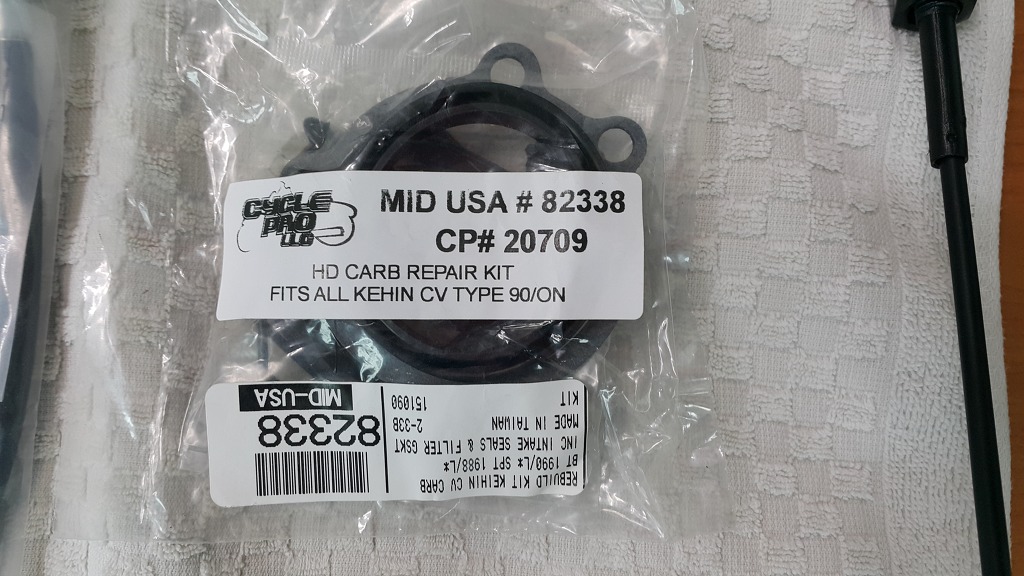 CYCLE
PRO
LLC
MID USA # 82338
CP# 20709
HD CARB REPAIR KIT
FITS ALL KEHIN CV TYPE 90/ON
REBUILD KIT KEIHIN CV CARB
BT 1990/L* SPT 1988/L*
INC INTAKE SEALS & FILTER GSKT
MADE IN TAIWAN
KIT
82338
2-33B
MID-USA
151090